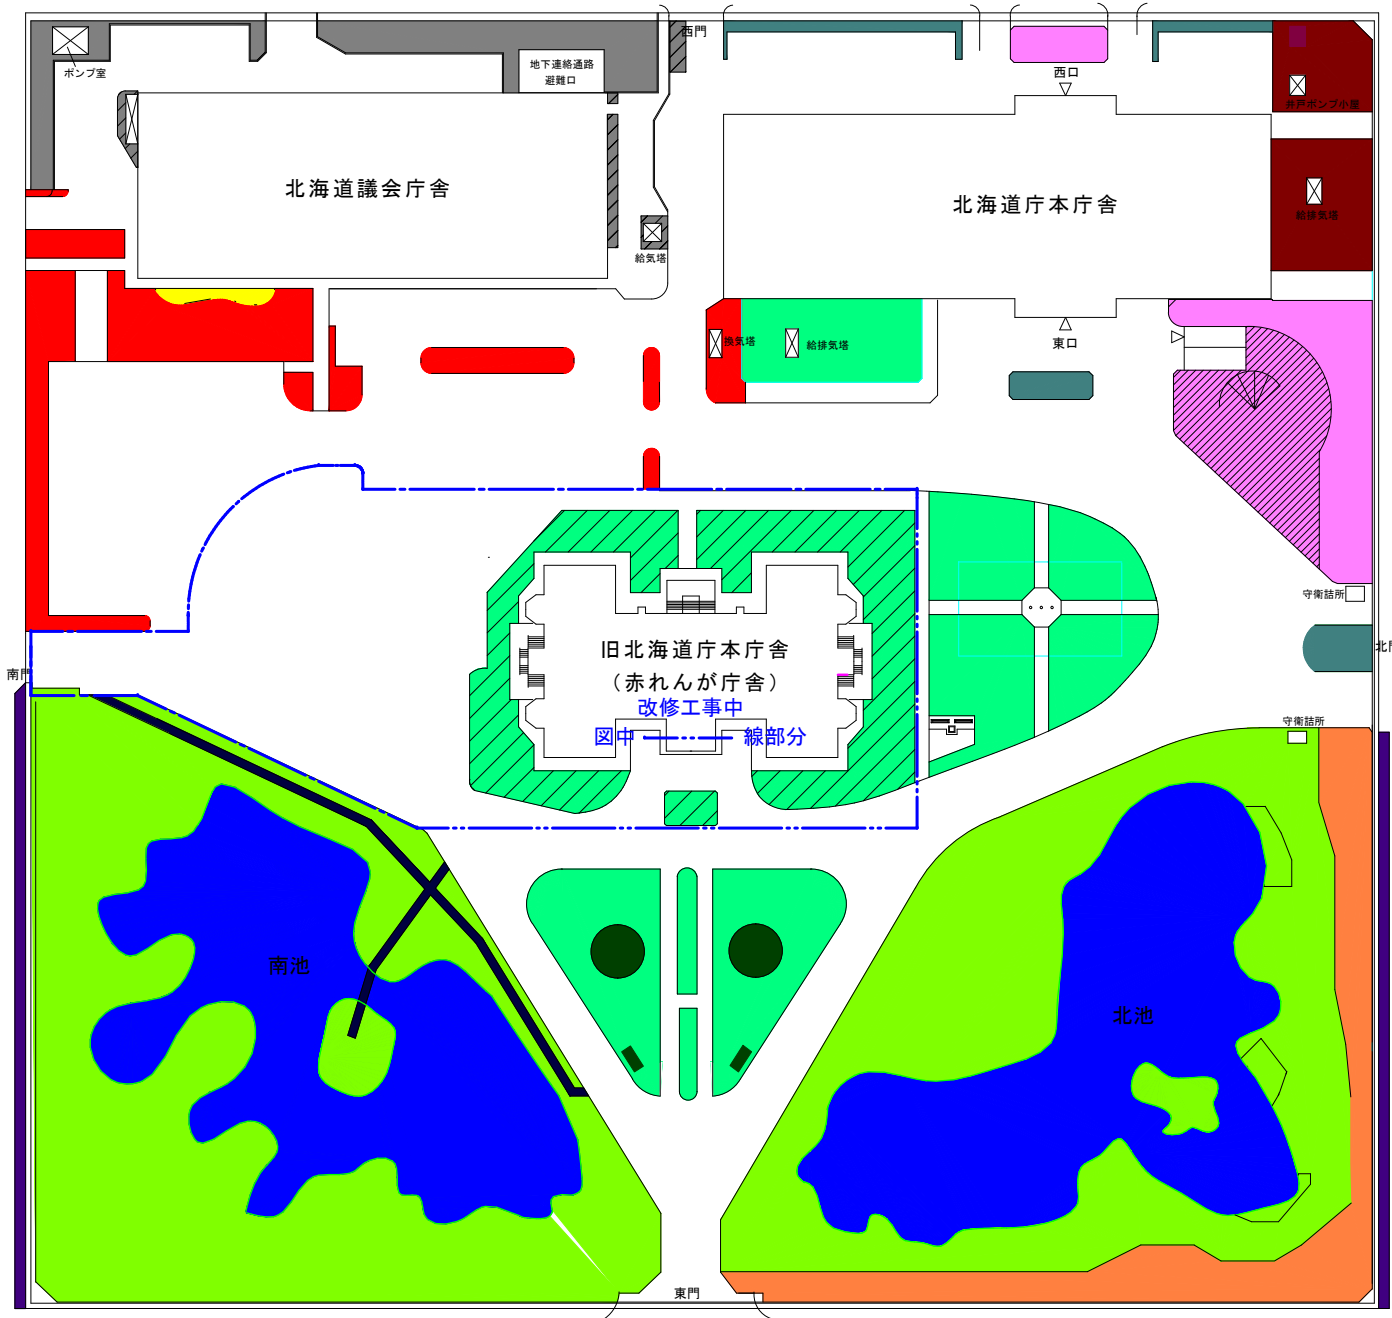 西門
ポンプ室
地下連絡通路
避難口
西口
井戸ポンプ小屋
北海道議会庁舎
北海道庁本庁舎
給排気塔
給気塔
換気塔
給排気塔
東口
守衛詰所
北門
南門
旧北海道庁本庁舎
(赤れんが庁舎)
改修工事中
図中 線部分
守衛詰所
南池
北池
東門